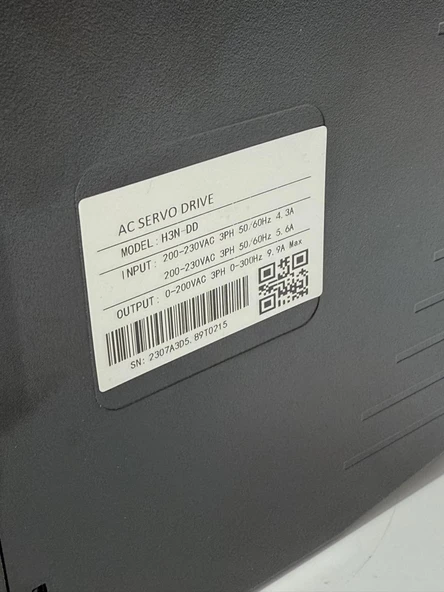 AC SERVO DRIVE
MODEL: H3N-DD
INPUT: 200-230VAC 3PH 50/60Hz 4.3A
200-230VAC 3PH 50/60Hz 5.6A
OUTPUT: 0-200VAC 3PH 0-300Hz 9.9A Max
SN: 2307A3D5.89T0215